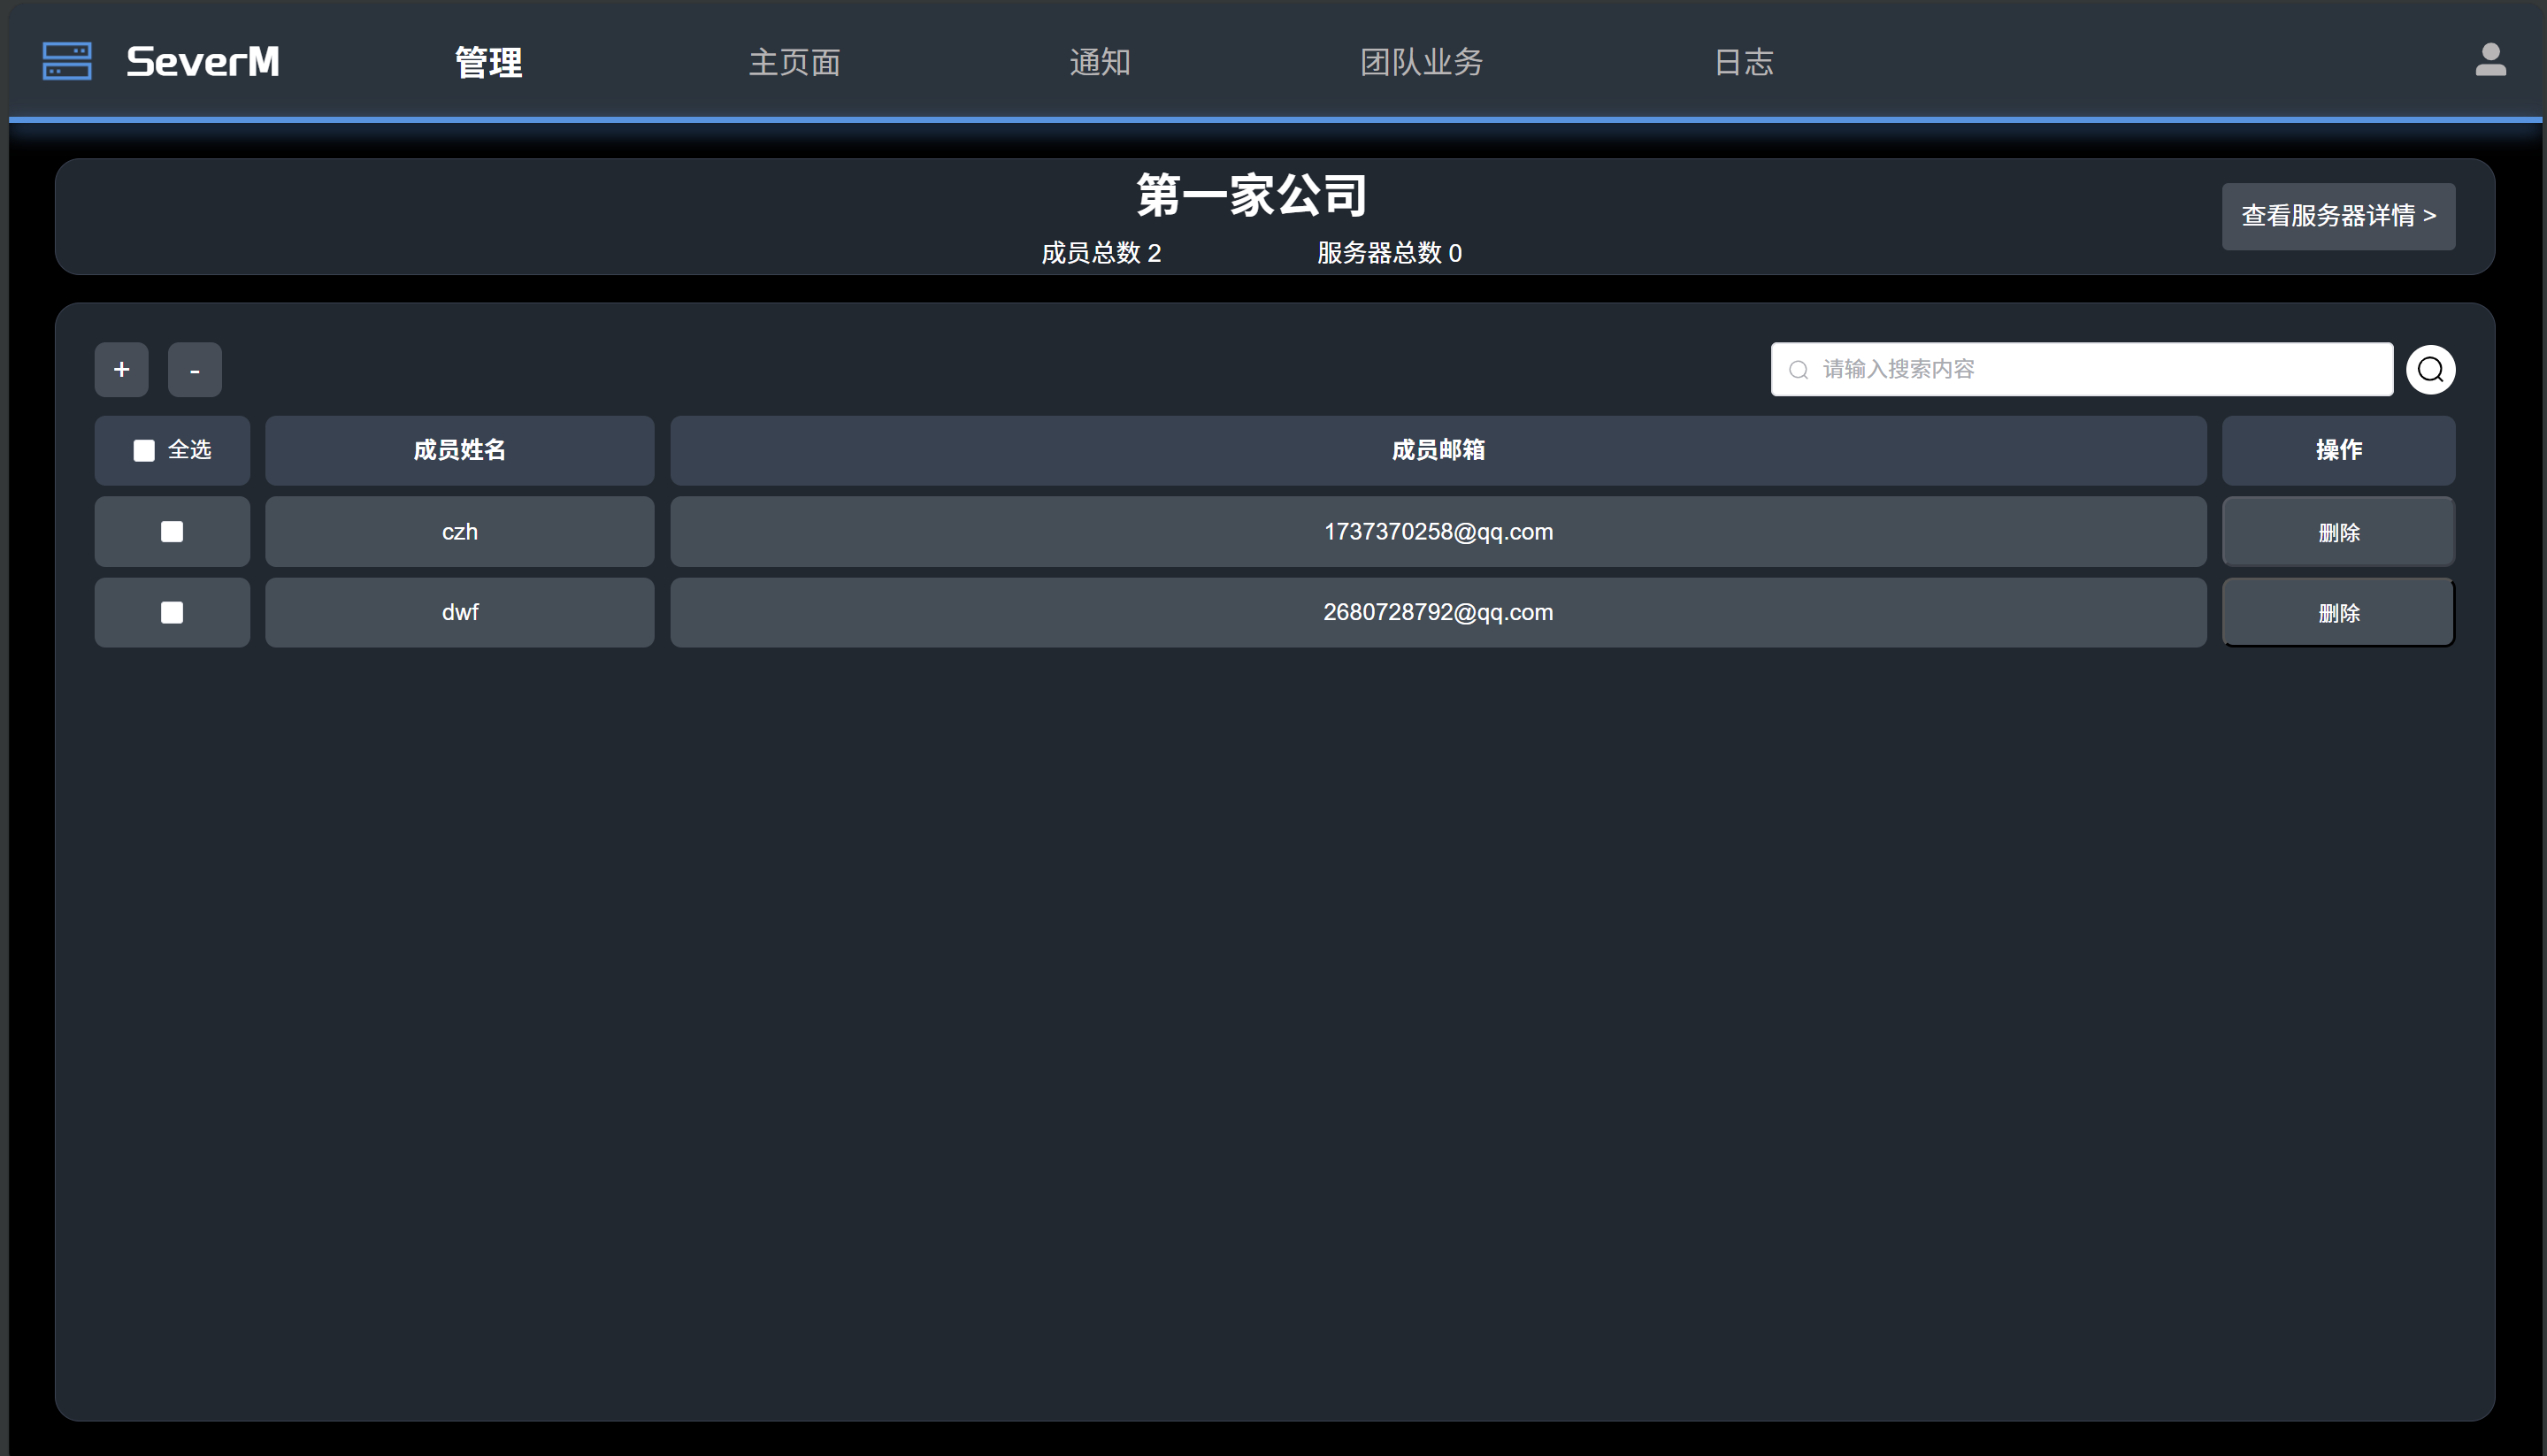 SeverM 管理 主页面 通知 团队业务 日志
第一家公司
查看服务器详情 >
成员总数 2 服务器总数 0
+ - 请输入搜索内容
全选 成员姓名 成员邮箱 操作
czh 1737370258@qq.com 删除
dwf 2680728792@qq.com 删除